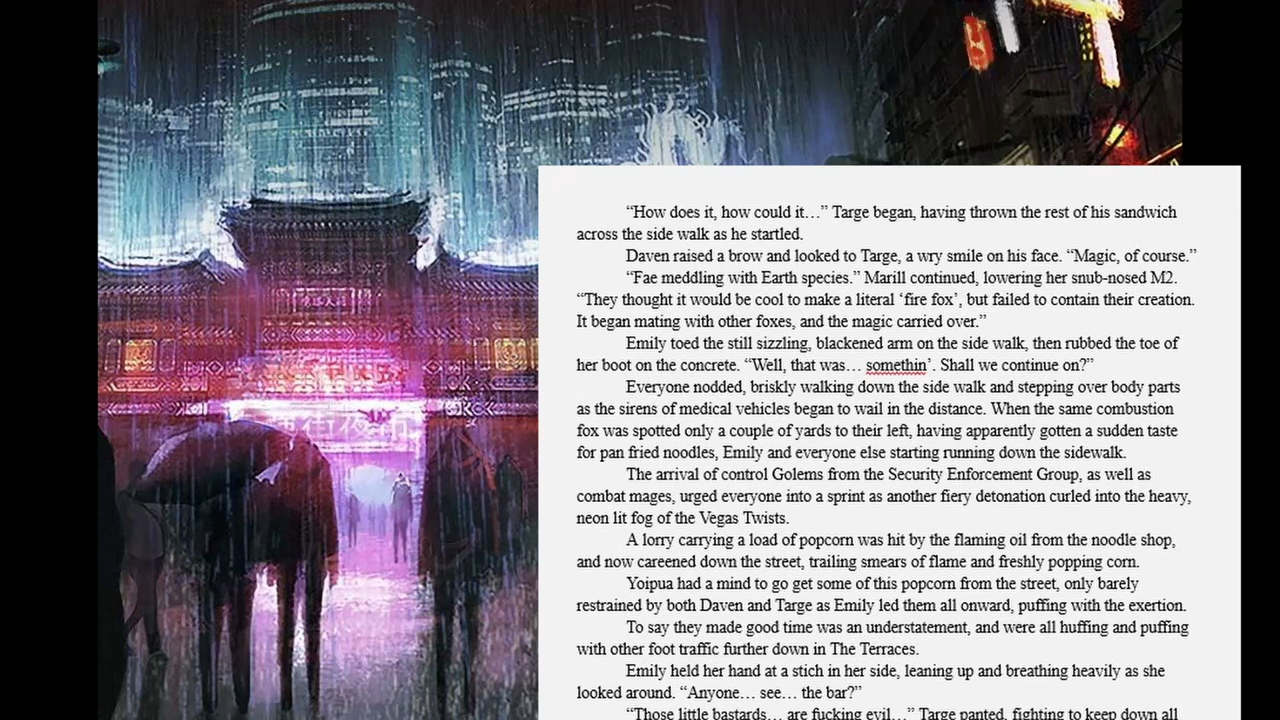 “How does it, how could it…” Targe began, having thrown the rest of his sandwich
across the side walk as he startled.
Daven raised a brow and looked to Targe, a wry smile on his face. “Magic, of course.”
“Fae meddling with Earth species.” Marill continued, lowering her snub-nosed M2.
“They thought it would be cool to make a literal ‘fire fox’, but failed to contain their creation.
It began mating with other foxes, and the magic carried over.”
Emily toed the still sizzling, blackened arm on the side walk, then rubbed the toe of
her boot on the concrete. “Well, that was… somethin’. Shall we continue on?”
Everyone nodded, briskly walking down the side walk and stepping over body parts
as the sirens of medical vehicles began to wail in the distance. When the same combustion
fox was spotted only a couple of yards to their left, having apparently gotten a sudden taste
for pan fried noodles, Emily and everyone else starting running down the sidewalk.
The arrival of control Golems from the Security Enforcement Group, as well as
combat mages, urged everyone into a sprint as another fiery detonation curled into the heavy,
neon lit fog of the Vegas Twists.
A lorry carrying a load of popcorn was hit by the flaming oil from the noodle shop,
and now careened down the street, trailing smears of flame and freshly popping corn.
Yoipua had a mind to go get some of this popcorn from the street, only barely
restrained by both Daven and Targe as Emily led them all onward, puffing with the exertion.
To say they made good time was an understatement, and were all huffing and puffing
with other foot traffic further down in The Terraces.
Emily held her hand at a stich in her side, leaning up and breathing heavily as she
looked around. “Anyone… see… the bar?”
“Those little bastards… are fucking evil…” Targe panted, fighting to keep down all